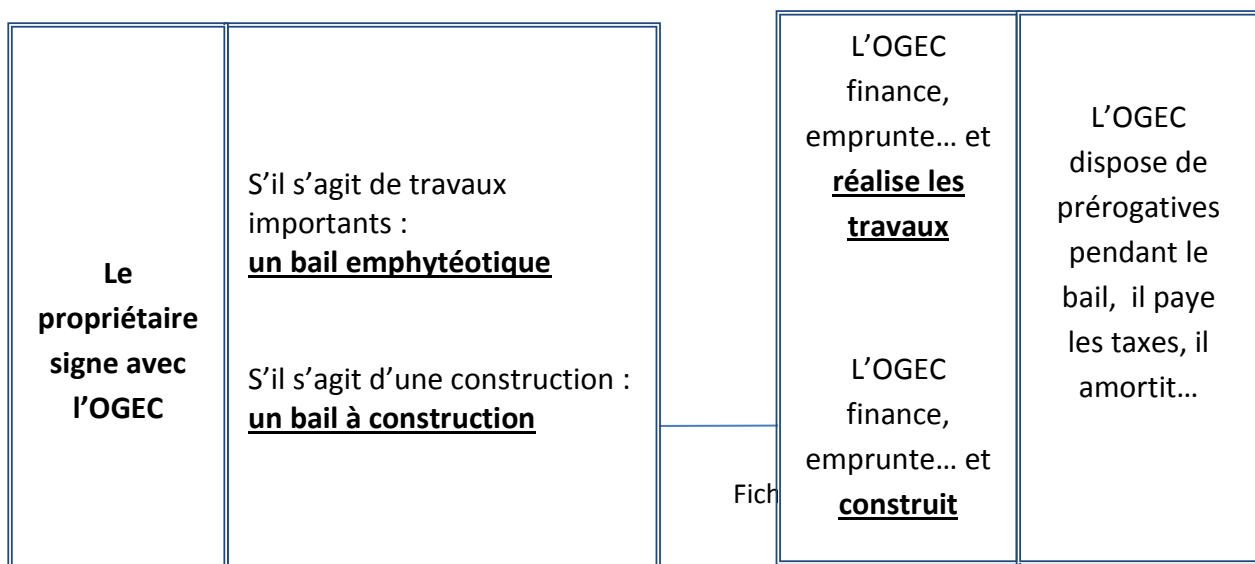 Le
propriétaire
signe avec
l’OGEC
S’il s’agit de travaux
importants :
un bail emphytéotique
S’il s’agit d’une construction :
un bail à construction
L’OGEC
finance,
emprunte… et
réalise les
travaux
L’OGEC
finance,
emprunte… et
construit
L’OGEC
dispose de
prérogatives
pendant le
bail, il paye
les taxes, il
amortit…